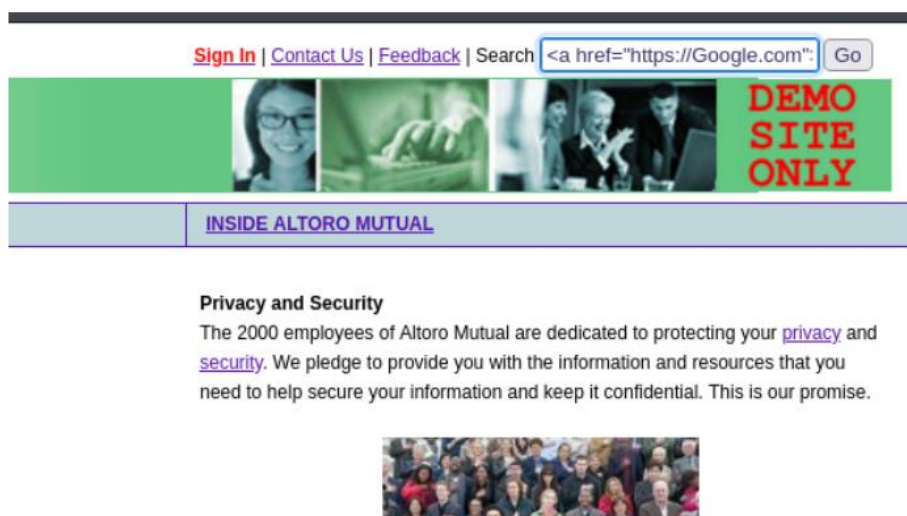 Sign In | Contact Us | Feedback | Search <a href="https://Google.com": Go
DEMO
SITE
ONLY
INSIDE ALTORO MUTUAL
Privacy and Security
The 2000 employees of Altoro Mutual are dedicated to protecting your privacy and
security. We pledge to provide you with the information and resources that you
need to help secure your information and keep it confidential. This is our promise.